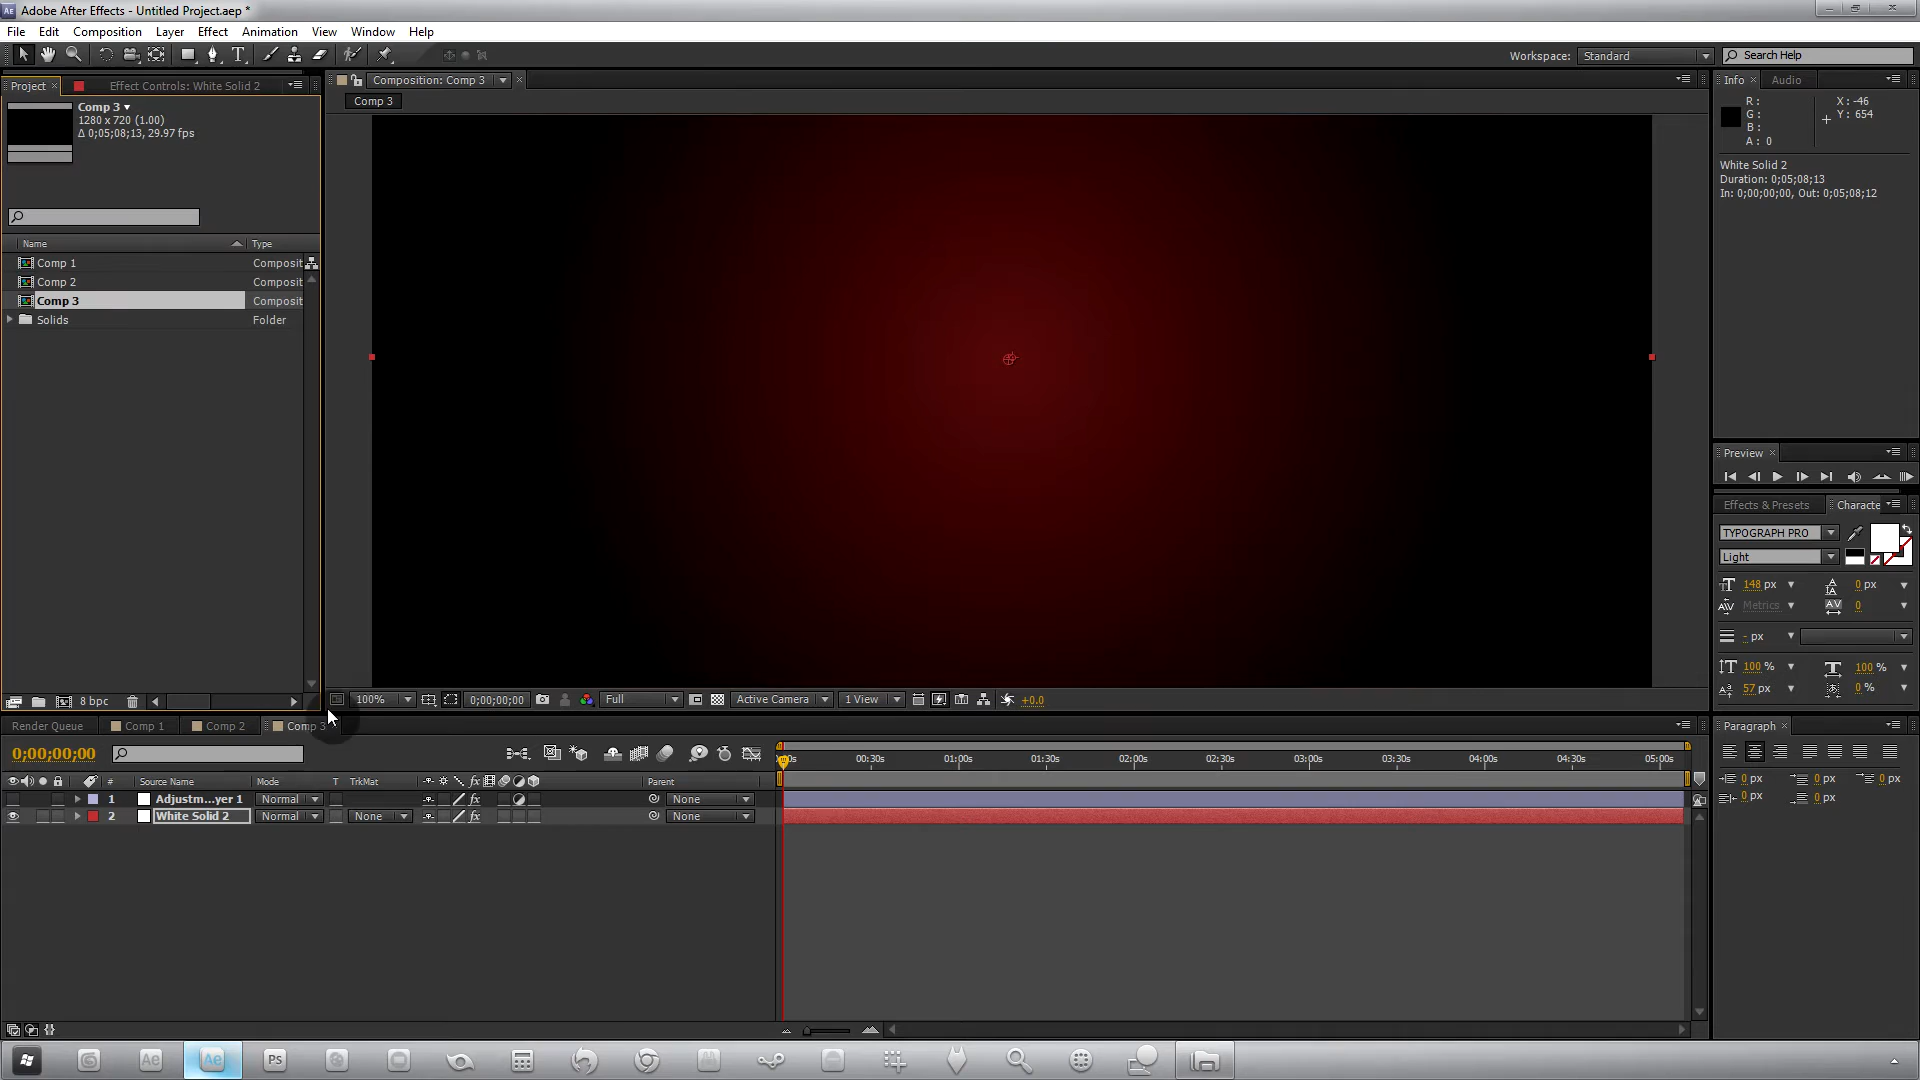 Adobe After Effects - Untitled Project.aep *
File Edit Composition Layer Effect Animation View Window Help
Workspace: Standard Search Help
Project Effect Controls: White Solid 2
Composition: Comp 3
Info Audio
Comp 3
1280 x 720 (1.00)
Δ 0;05;08;13, 29.97 fps
Comp 3
R :
G :
B :
A : 0
X : -46
Y : 654
White Solid 2
Duration: 0;05;08;13
In: 0;00;00;00, Out: 0;05;08;12
Name Type
Comp 1 Composit
Comp 2 Composit
Comp 3 Composit
Solids Folder
Preview
Effects & Presets Characte
TYPOGRAPH PRO
Light
148 px 0 px
Metrics 0
- px
100 % 100 %
57 px 0 %
8 bpc
100% 0;00;00;00 Full Active Camera 1 View +0.0
Render Queue Comp 1 Comp 2 Comp 3
Paragraph
0;00;00;00
00:30s 01:00s 01:30s 02:00s 02:30s 03:00s 03:30s 04:00s 04:30s 05:00s
# Source Name Mode T TrkMat Parent
1 Adjustm...yer 1 Normal None
2 White Solid 2 Normal None None
0 px 0 px 0 px
0 px 0 px
Ae Ae Ps